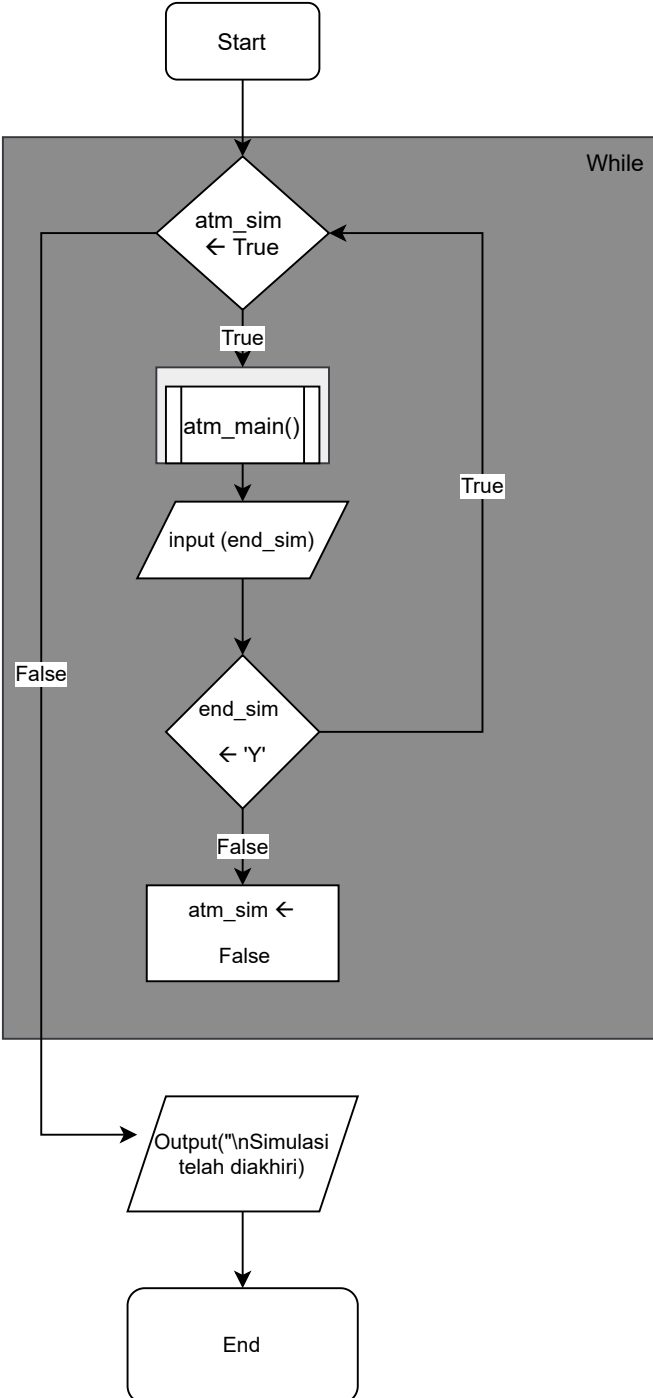 Start
While
atm_sim
← True
True
atm_main()
True
input (end_sim)
False
end_sim
← 'Y'
False
atm_sim ←
False
Output("\nSimulasi
telah diakhiri)
End